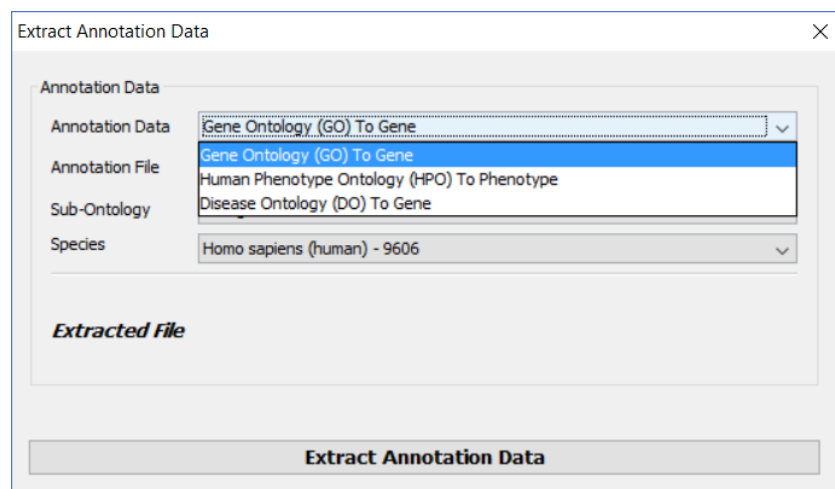 Extract Annotation Data
Annotation Data
Annotation Data Gene Ontology (GO) To Gene
Gene Ontology (GO) To Gene
Annotation File
Human Phenotype Ontology (HPO) To Phenotype
Disease Ontology (DO) To Gene
Sub-Ontology
Species Homo sapiens (human) - 9606
Extracted File
Extract Annotation Data